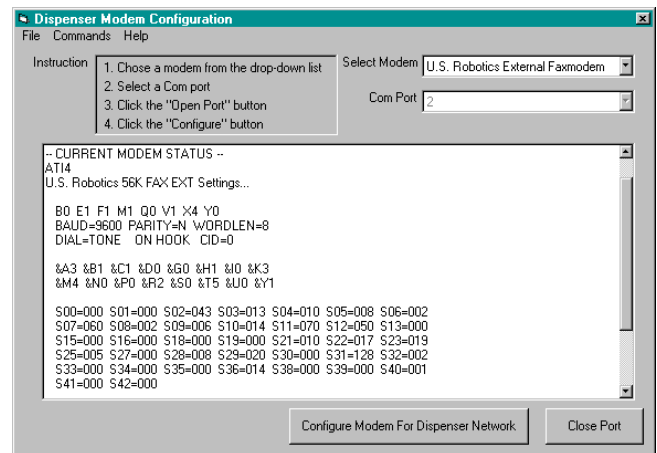 Dispenser Modem Configuration
File Commands Help
Instruction
1. Chose a modem from the drop-down list
2. Select a Com port
3. Click the "Open Port" button
4. Click the "Configure" button
Select Modem U.S. Robotics External Faxmodem
Com Port 2
-- CURRENT MODEM STATUS --
ATI4
U.S. Robotics 56K FAX EXT Settings...
B0 E1 F1 M1 Q0 V1 X4 Y0
BAUD=9600 PARITY=N WORDLEN=8
DIAL=TONE ON HOOK CID=0
&A3 &B1 &C1 &D0 &G0 &H1 &I0 &K3
&M4 &N0 &P0 &R2 &S0 &T5 &U0 &Y1
S00=000 S01=000 S02=043 S03=013 S04=010 S05=008 S06=002
S07=060 S08=002 S09=006 S10=014 S11=070 S12=050 S13=000
S15=000 S16=000 S18=000 S19=000 S21=010 S22=017 S23=019
S25=005 S27=000 S28=008 S29=020 S30=000 S31=128 S32=002
S33=000 S34=000 S35=000 S36=014 S38=000 S39=000 S40=001
S41=000 S42=000
Configure Modem For Dispenser Network
Close Port